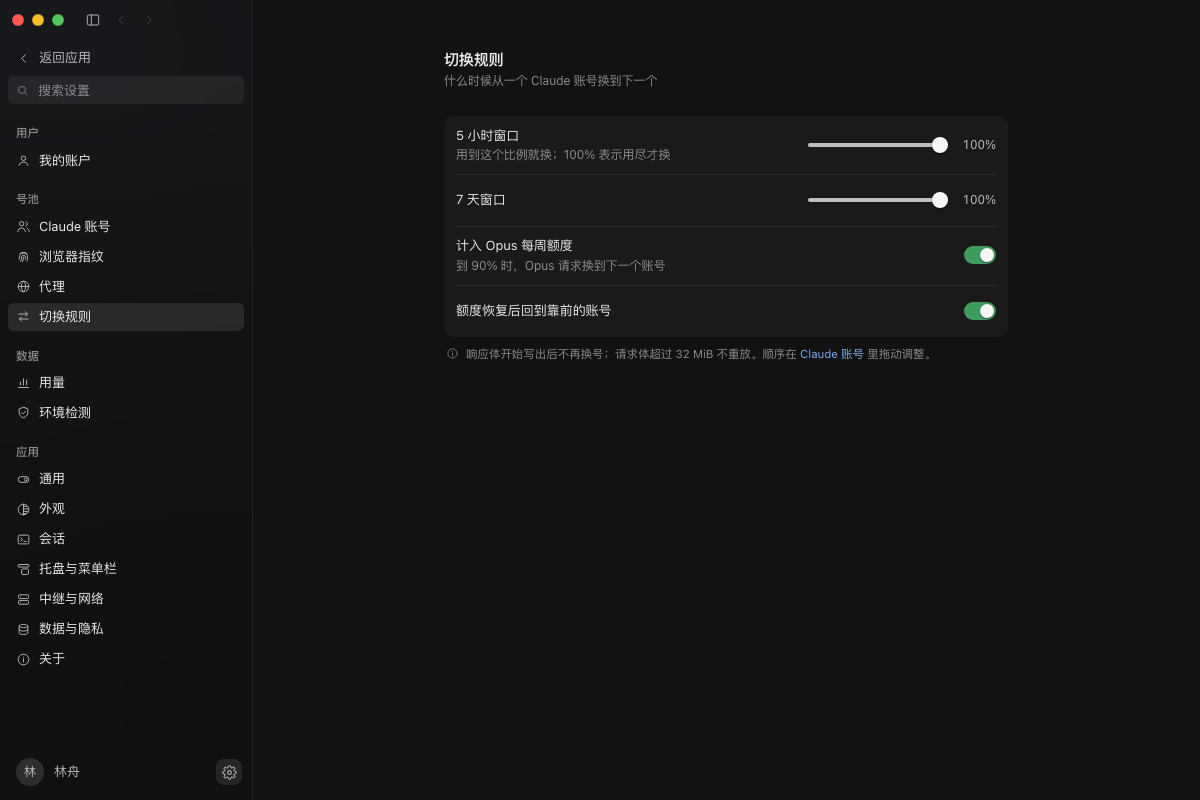 返回应用
搜索设置
用户
我的账户
号池
Claude 账号
浏览器指纹
代理
切换规则
数据
用量
环境检测
应用
通用
外观
会话
托盘与菜单栏
中继与网络
数据与隐私
关于
林 林舟
切换规则
什么时候从一个 Claude 账号换到下一个
5 小时窗口
用到这个比例就换；100% 表示用尽才换
100%
7 天窗口
100%
计入 Opus 每周额度
到 90% 时，Opus 请求换到下一个账号
额度恢复后回到靠前的账号
响应体开始写出后不再换号；请求体超过 32 MiB 不重放。顺序在 Claude 账号 里拖动调整。